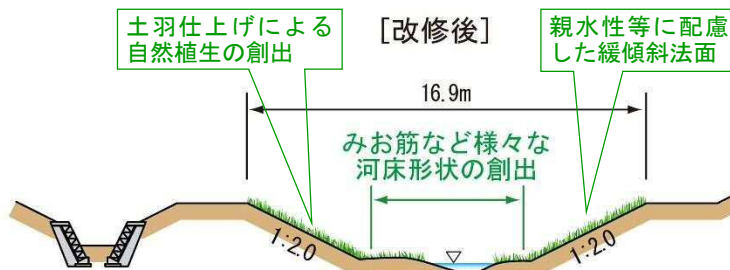 土羽仕上げによる
自然植生の創出
[改修後]
親水性等に配慮
した緩傾斜法面
16.9m
みお筋など様々な
河床形状の創出
1:2.0
1:2.0